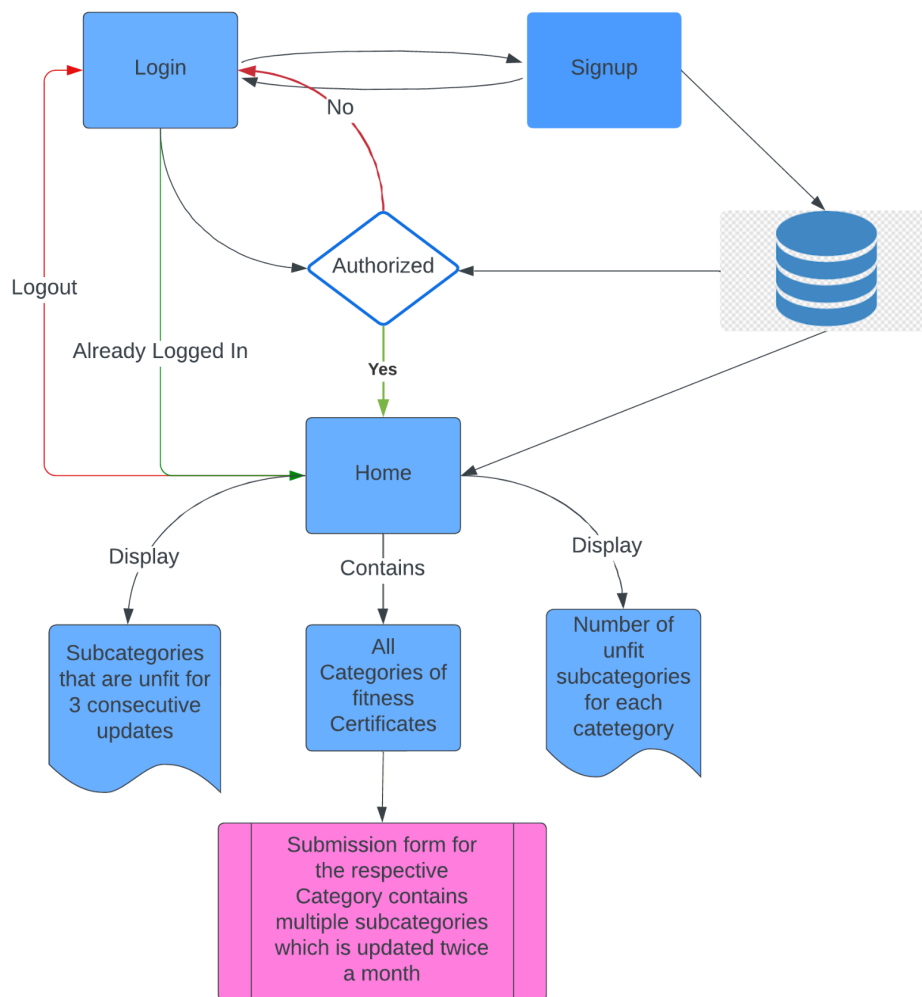 Login
Signup
No
Authorized
Logout
Already Logged In
Yes
Home
Display
Contains
Display
Subcategories
that are unfit for
3 consecutive
updates
All
Categories of
fitness
Certificates
Number of
unfit
subcategories
for each
catetegory
Submission form for
the respective
Category contains
multiple subcategories
which is updated twice
a month